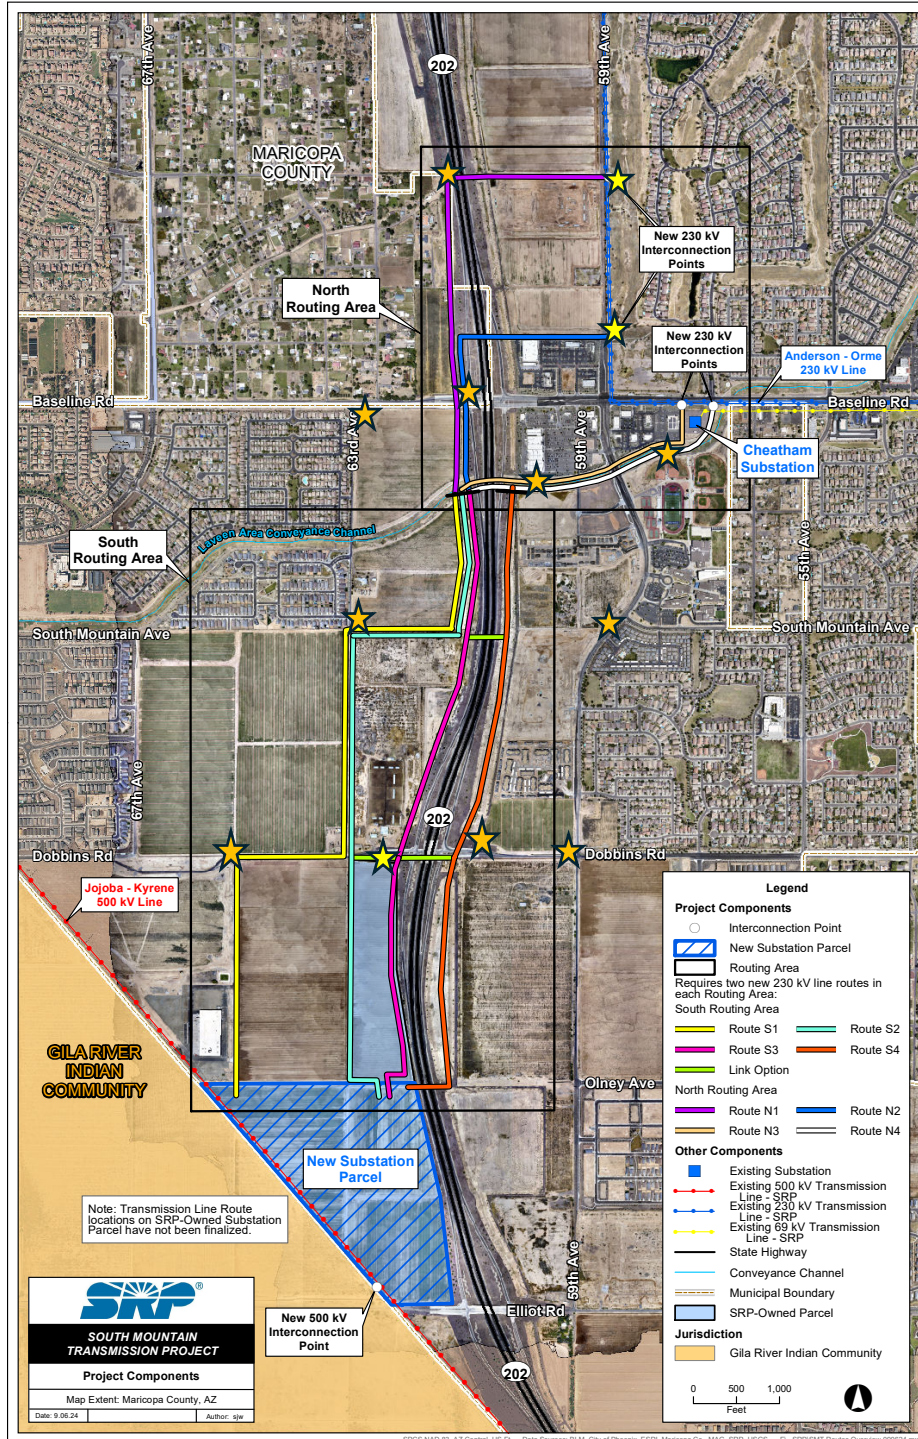 67th Ave
202
59th Ave
MARICOPA
COUNTY
New 230 kV
Interconnection
Points
North
Routing Area
New 230 kV
Interconnection
Points
Anderson - Orme
230 kV Line
Baseline Rd
Baseline Rd
63rd Ave
59th Ave
Cheatham
Substation
South
Routing Area
Laveen Area Conveyance Channel
55th Ave
South Mountain Ave
South Mountain Ave
67th Ave
202
Dobbins Rd
Dobbins Rd
Jojoba - Kyrene
500 kV Line
GILA RIVER
INDIAN
COMMUNITY
Olney Ave
New Substation
Parcel
Note: Transmission Line Route
locations on SRP-Owned Substation
Parcel have not been finalized.
59th Ave
Elliot Rd
New 500 kV
Interconnection
Point
202
SRP®
SOUTH MOUNTAIN
TRANSMISSION PROJECT
Project Components
Map Extent: Maricopa County, AZ
Date: 9.06.24
Author: sjw
Legend
Project Components
Interconnection Point
New Substation Parcel
Routing Area
Requires two new 230 kV line routes in
each Routing Area:
South Routing Area
Route S1 Route S2
Route S3 Route S4
Link Option
North Routing Area
Route N1 Route N2
Route N3 Route N4
Other Components
Existing Substation
Existing 500 kV Transmission
Line - SRP
Existing 230 kV Transmission
Line - SRP
Existing 69 kV Transmission
Line - SRP
State Highway
Conveyance Channel
Municipal Boundary
SRP-Owned Parcel
Jurisdiction
Gila River Indian Community
0 500 1,000
Feet